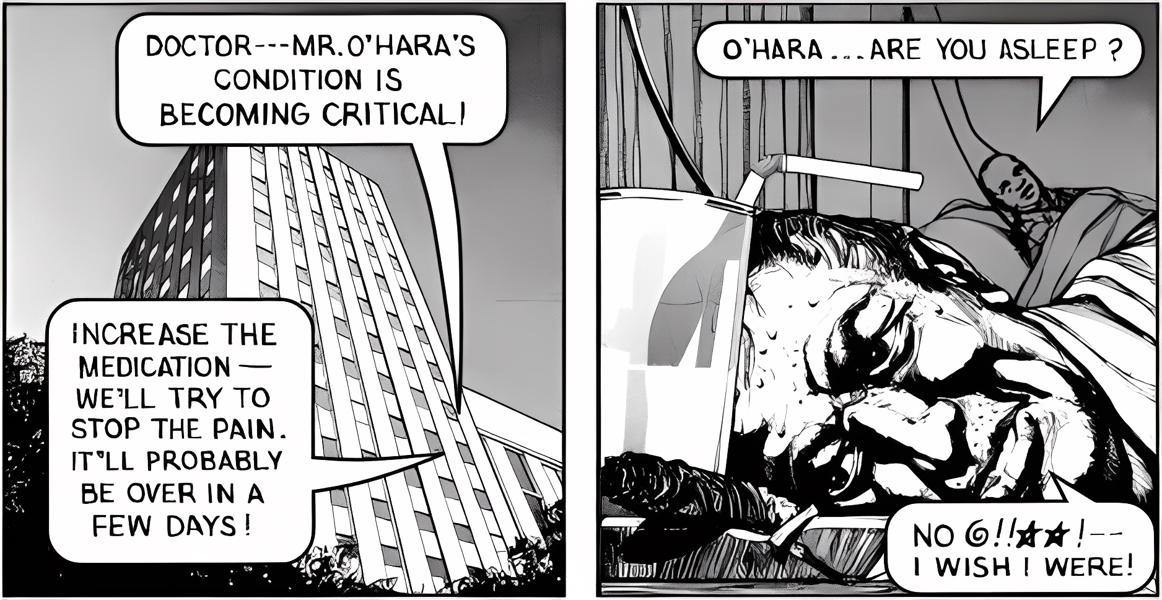 DOCTOR---MR. O'HARA'S
CONDITION IS
BECOMING CRITICAL!
INCREASE THE
MEDICATION —
WE'LL TRY TO
STOP THE PAIN.
IT'LL PROBABLY
BE OVER IN A
FEW DAYS!
O'HARA...ARE YOU ASLEEP?
NO @!!★★!--
I WISH I WERE!